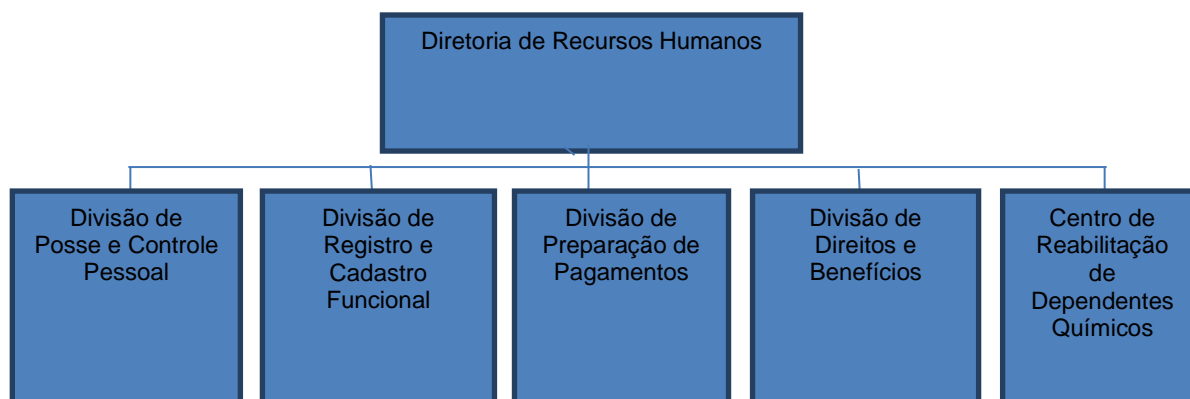 Diretoria de Recursos Humanos
Divisão de
Posse e Controle
Pessoal
Divisão de
Registro e
Cadastro
Funcional
Divisão de
Preparação de
Pagamentos
Divisão de
Direitos e
Benefícios
Centro de
Reabilitação
de
Dependentes
Químicos